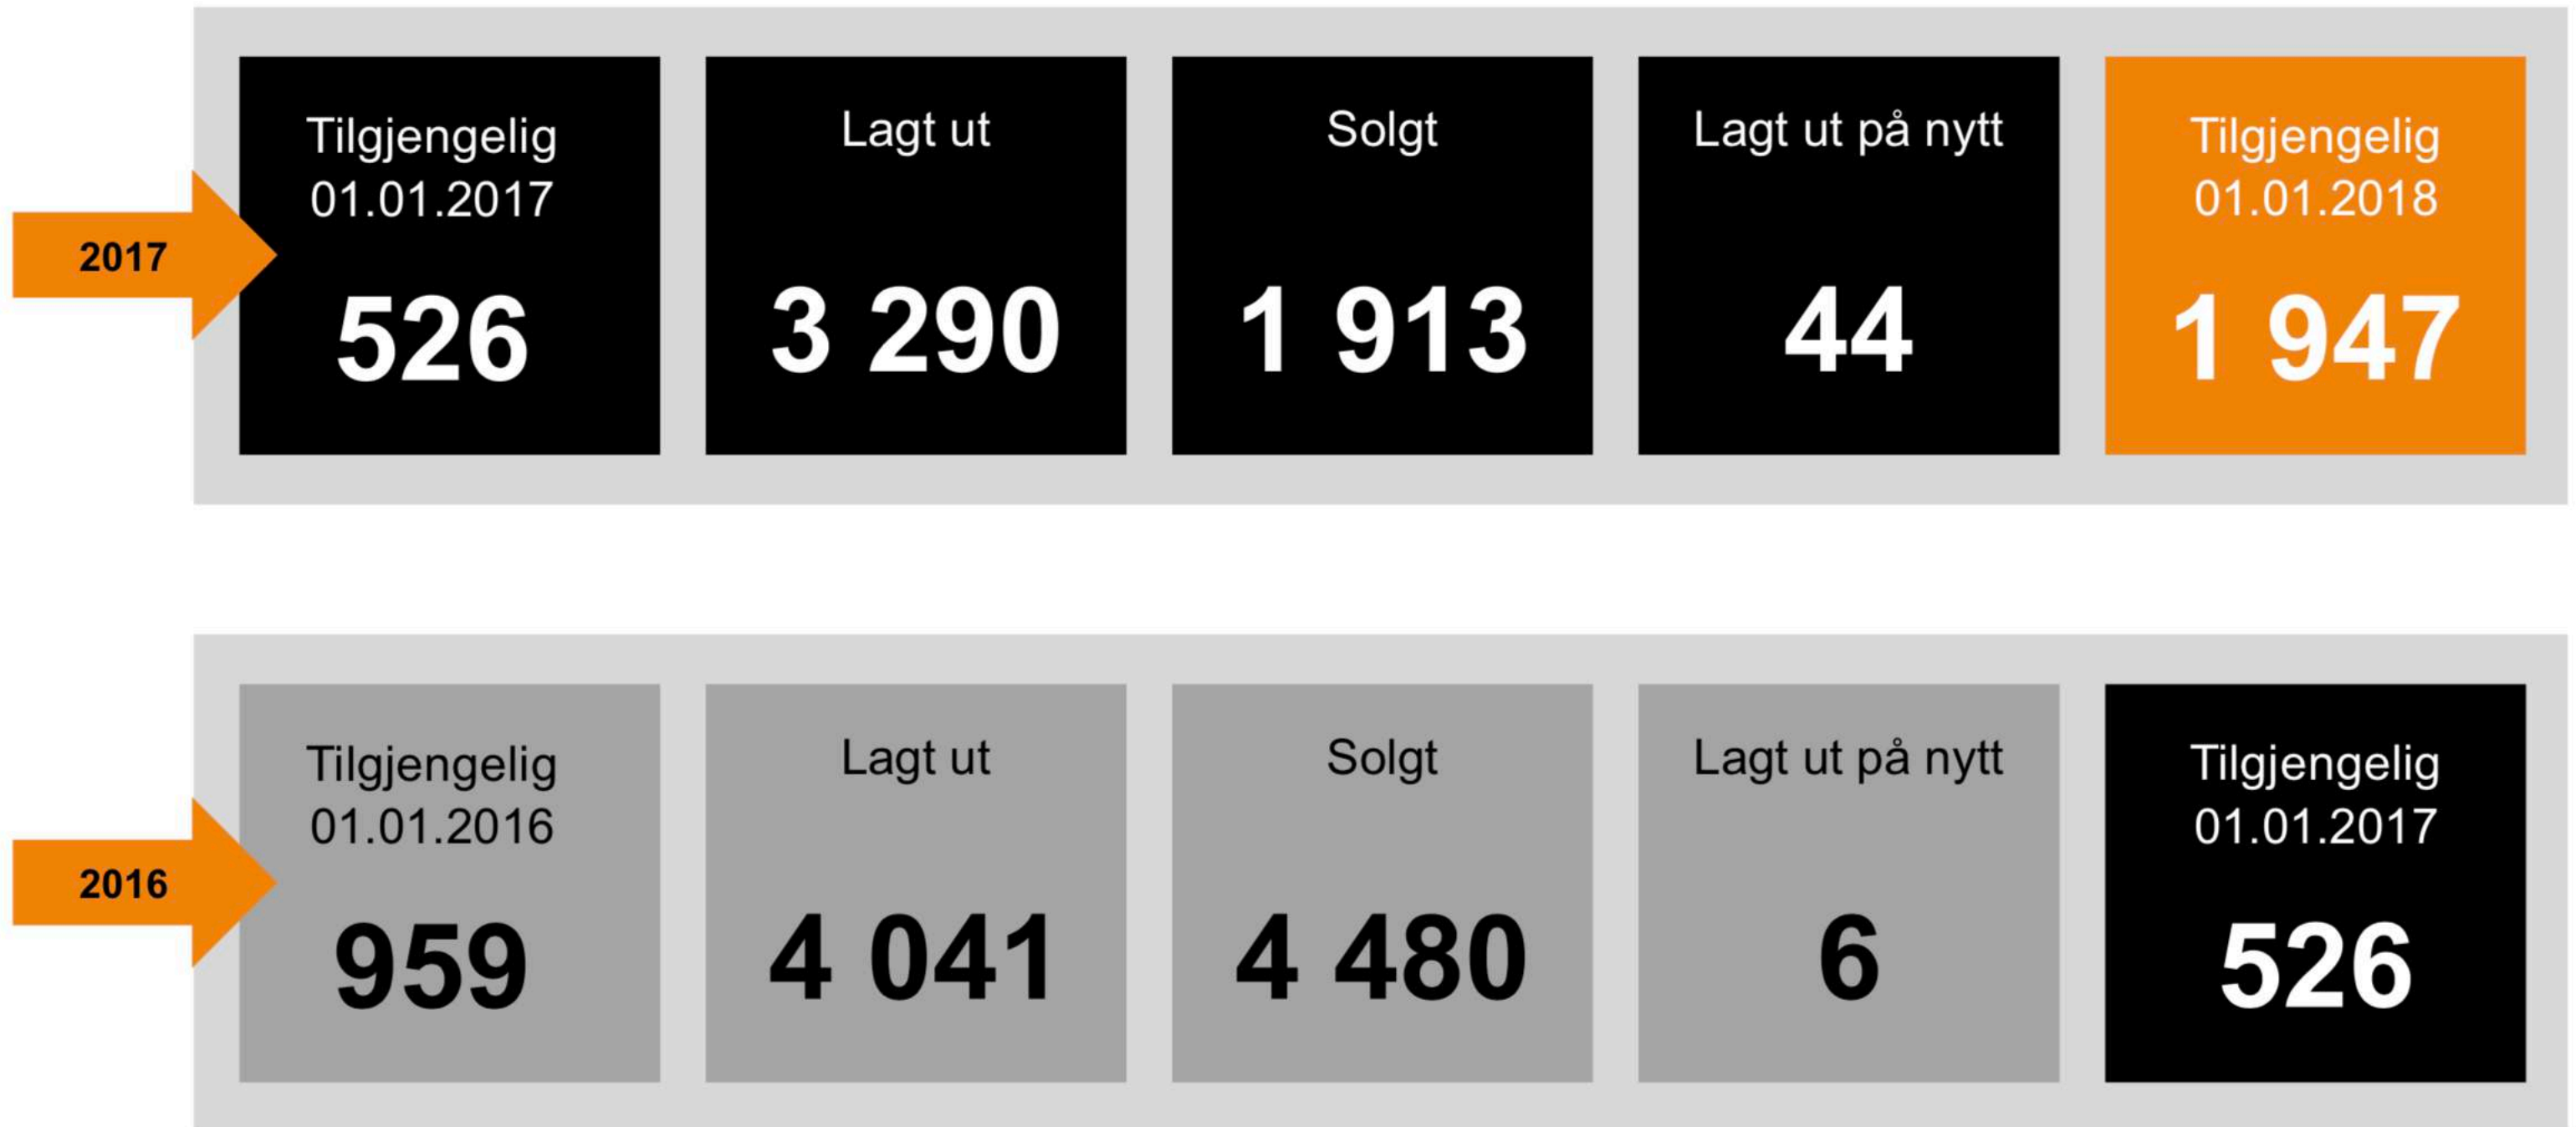 2017
Tilgjengelig
01.01.2017
526
Lagt ut
3 290
Solgt
1 913
Lagt ut på nytt
44
Tilgjengelig
01.01.2018
1 947
2016
Tilgjengelig
01.01.2016
959
Lagt ut
4 041
Solgt
4 480
Lagt ut på nytt
6
Tilgjengelig
01.01.2017
526